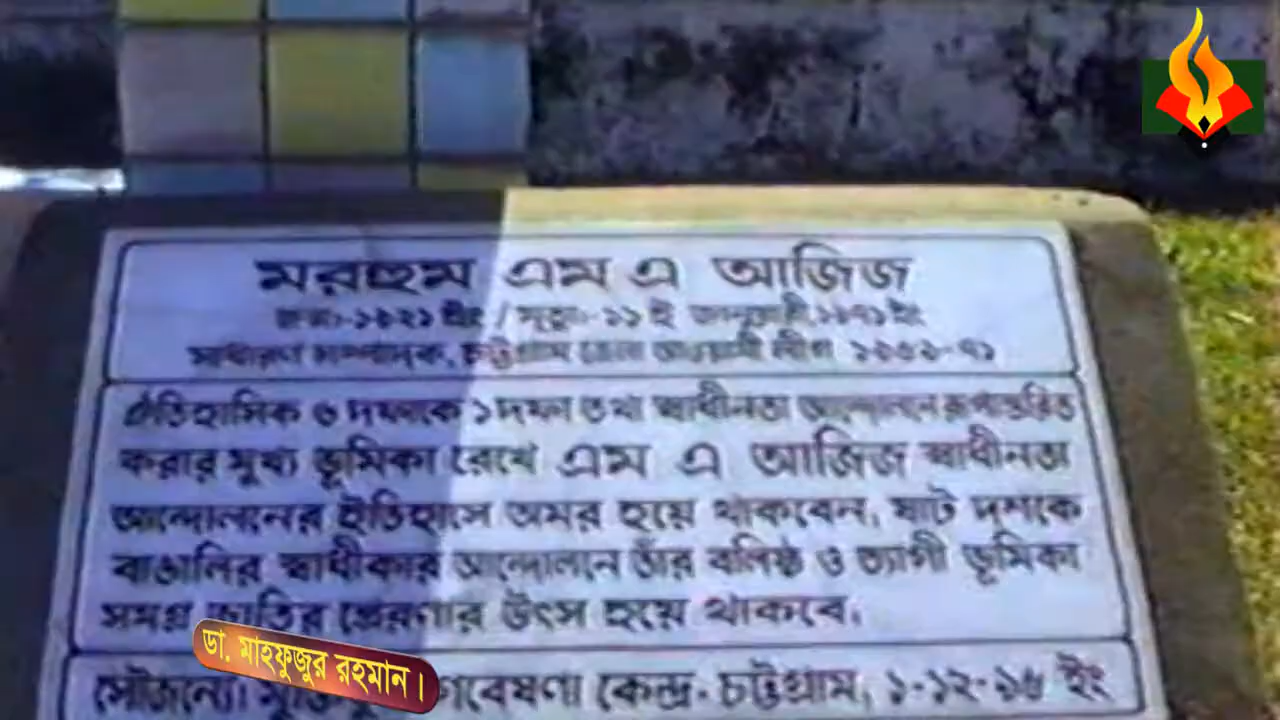 মরহুম এম এ আজিজ
জন্ম:-১৯২১ ইং / মৃত্যু:- ১১ ই জানুয়ারী,১৯৭১ ইং
সাধারণ সম্পাদক, চট্টগ্রাম জেলা আওয়ামী লীগ
ঐতিহাসিক ৬ দফাকে ১ দফা তথা স্বাধীনতা আন্দোলনে রূপান্তরিত
করার মুখ্য ভূমিকা রেখে এম এ আজিজ স্বাধীনতা
আন্দোলনের ইতিহাসে অমর হয়ে থাকবেন, ষাট দশকে
বাঙালির স্বাধীকার আন্দোলনে তাঁর বলিষ্ঠ ও ত্যাগী ভূমিকা
সমগ্র জাতির প্রেরণার উৎস হয়ে থাকবে,
সৌজন্যে। গবেষণা কেন্দ্র- চট্টগ্রাম, ১-১২-৯৬ ইং
ডা. মাহফুজুর রহমান।